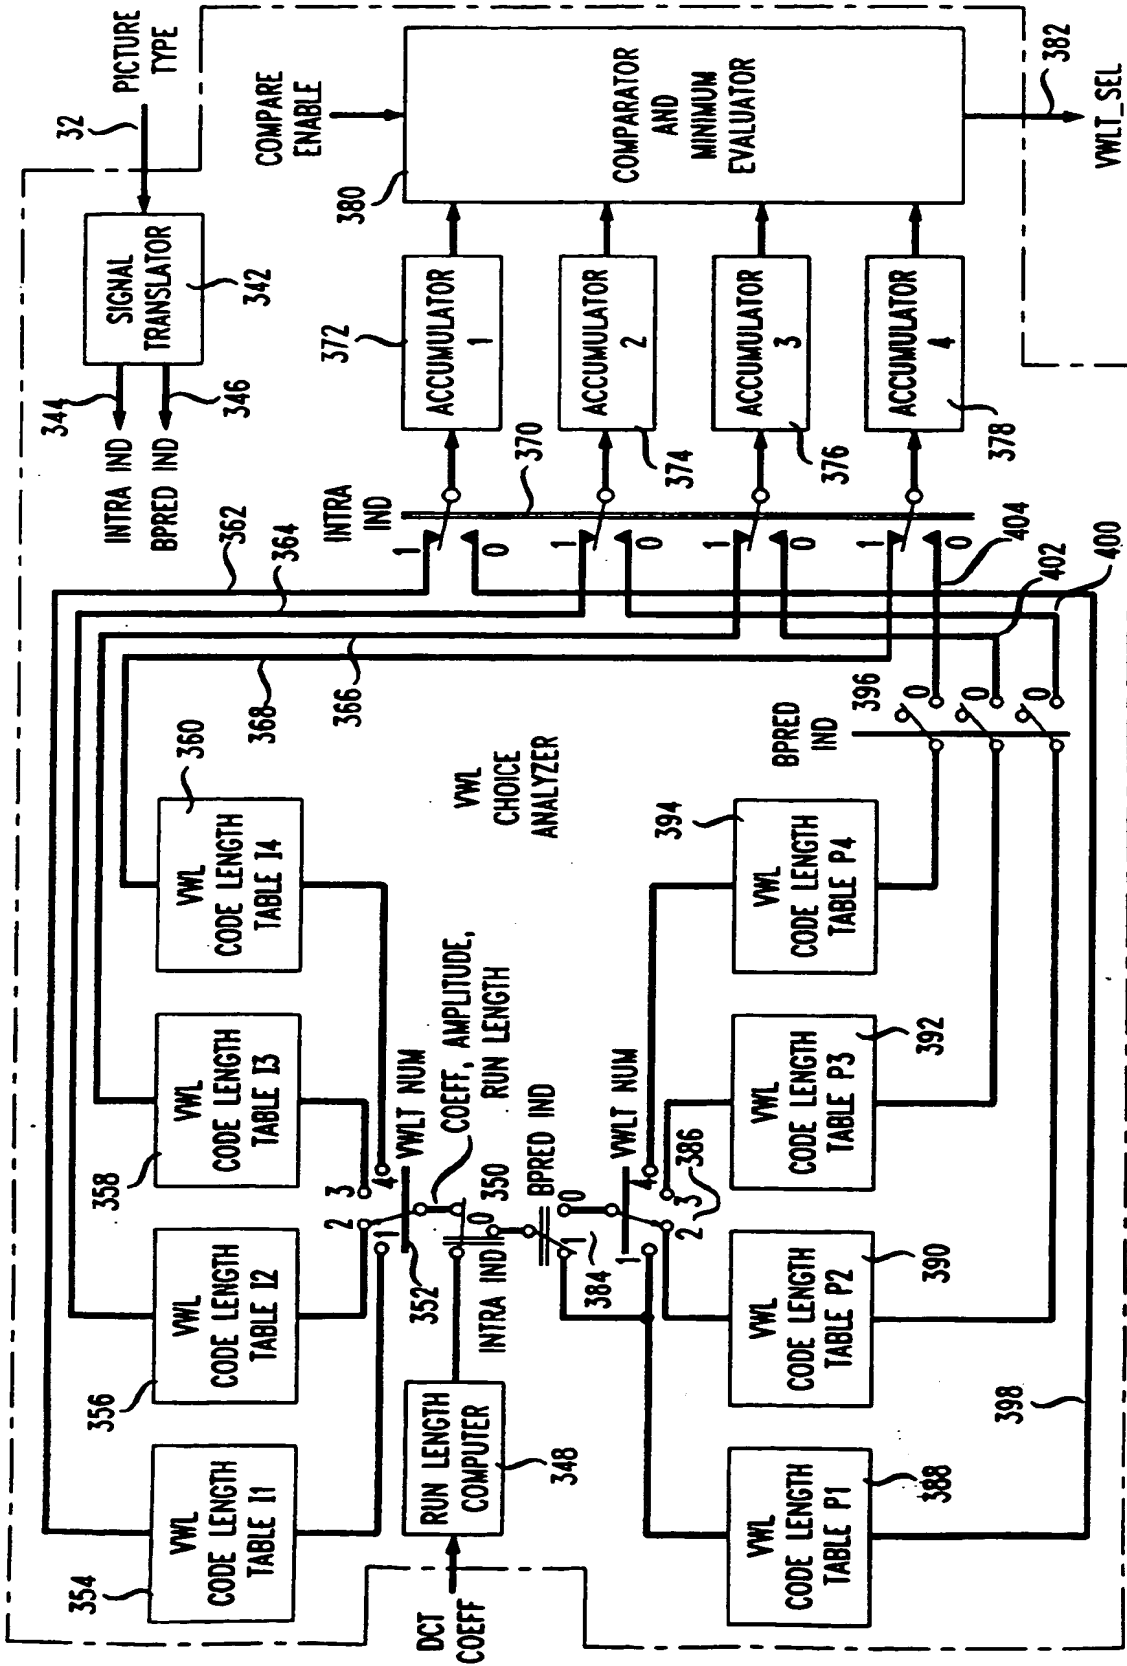 PICTURE
TYPE
32
SIGNAL
TRANSLATOR
342
344
346
INTRA IND
BPRED IND
COMPARE
ENABLE
COMPARATOR
AND
MINIMUM
EVALUATOR
380
382
VWLT_SEL
ACCUMULATOR
1
372
ACCUMULATOR
2
374
ACCUMULATOR
3
376
ACCUMULATOR
4
378
INTRA
IND
370
1
0
1
0
1
0
1
0
362
364
366
368
404
402
400
VWL
CODE LENGTH
TABLE I1
354
VWL
CODE LENGTH
TABLE I2
356
VWL
CODE LENGTH
TABLE I3
358
VWL
CODE LENGTH
TABLE I4
360
1
2
3
4
VWLT NUM
352
COEFF, AMPLITUDE,
RUN LENGTH
350
INTRA IND
0
DCT
COEFF
RUN LENGTH
COMPUTER
348
VWL
CHOICE
ANALYZER
BPRED IND
1
0
384
VWLT NUM
1
2
3
4
386
VWL
CODE LENGTH
TABLE P1
388
VWL
CODE LENGTH
TABLE P2
390
VWL
CODE LENGTH
TABLE P3
392
VWL
CODE LENGTH
TABLE P4
394
BPRED
IND
396
0
0
0
398